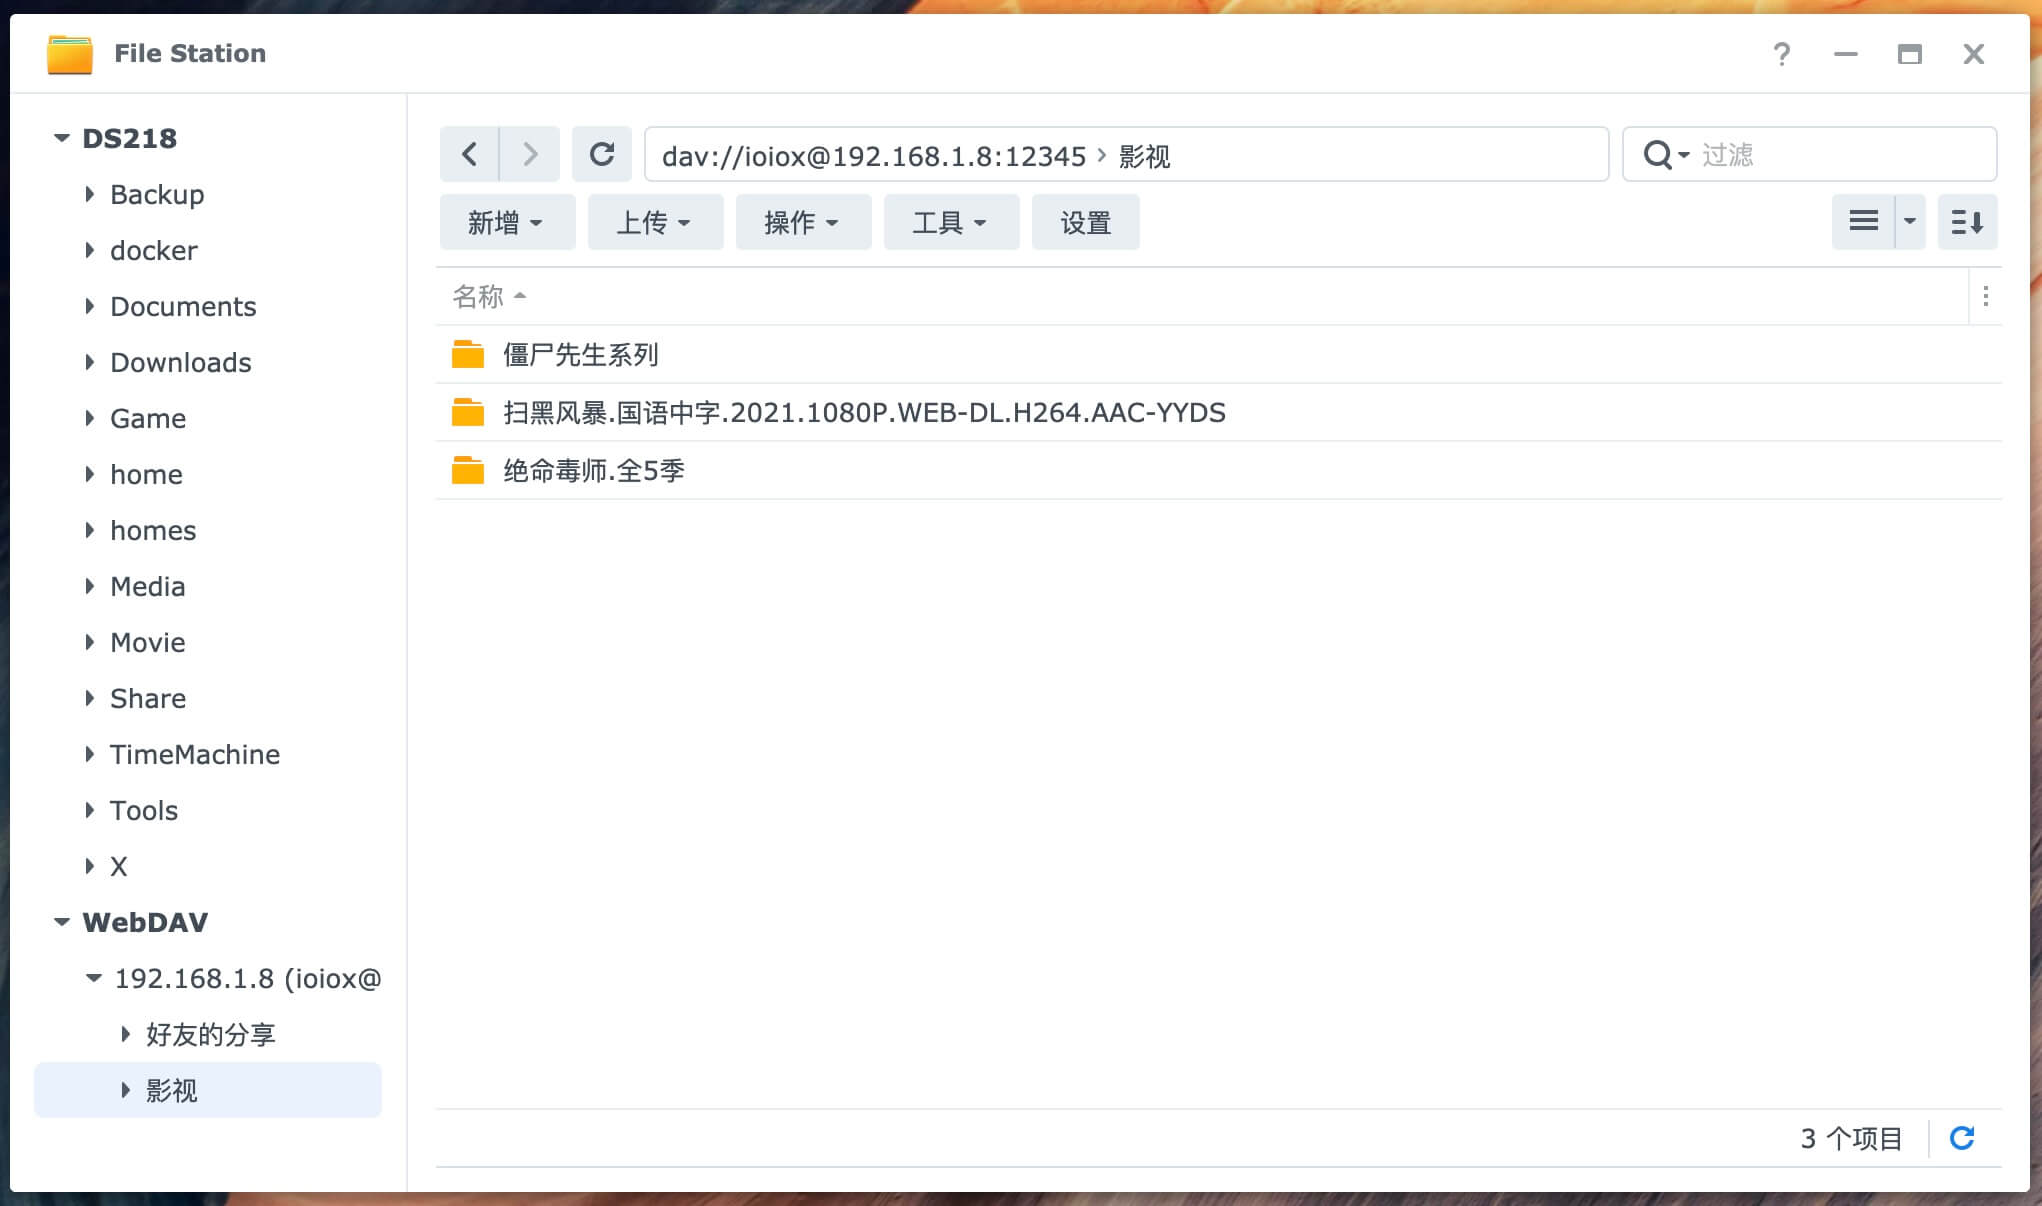 File Station
DS218
Backup
docker
Documents
Downloads
Game
home
homes
Media
Movie
Share
TimeMachine
Tools
X
WebDAV
192.168.1.8 (ioiox@
好友的分享
影视
dav://ioiox@192.168.1.8:12345 › 影视
过滤
新增 上传 操作 工具 设置
名称
僵尸先生系列
扫黑风暴.国语中字.2021.1080P.WEB-DL.H264.AAC-YYDS
绝命毒师.全5季
3 个项目